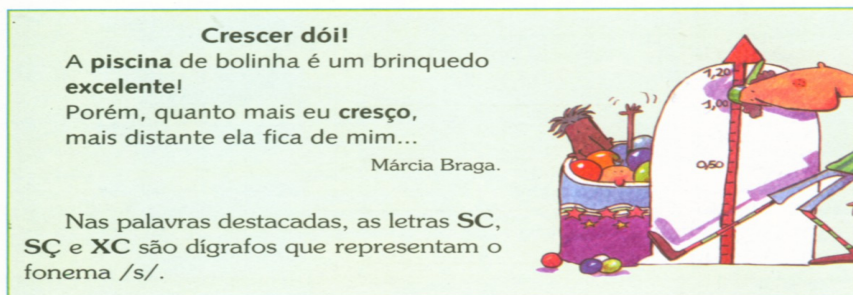 Crescer dói!
A piscina de bolinha é um brinquedo
excelente!
Porém, quanto mais eu cresço,
mais distante ela fica de mim...
Márcia Braga.
Nas palavras destacadas, as letras SC,
SÇ e XC são dígrafos que representam o
fonema /s/.
1,20
1,00
0,50